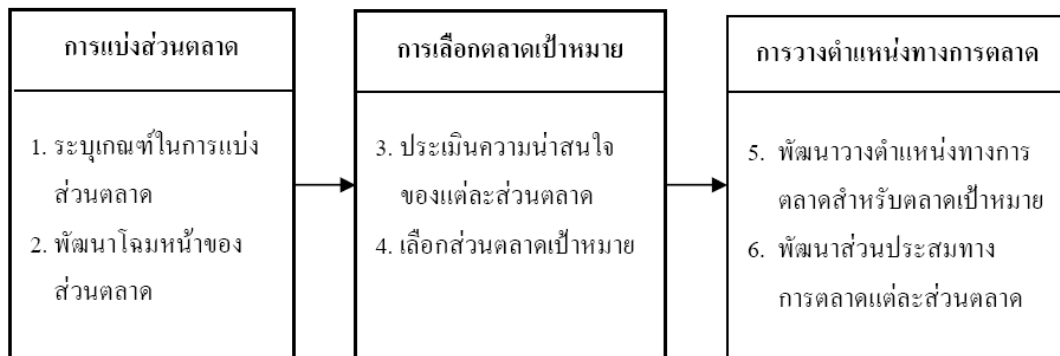 การแบ่งส่วนตลาด
1. ระบุเกณฑ์ในการแบ่ง
ส่วนตลาด
2. พัฒนาโฉมหน้าของ
ส่วนตลาด
การเลือกตลาดเป้าหมาย
3. ประเมินความน่าสนใจ
ของแต่ละส่วนตลาด
4. เลือกส่วนตลาดเป้าหมาย
การวางตำแหน่งทางการตลาด
5. พัฒนาวางตำแหน่งทางการ
ตลาดสำหรับตลาดเป้าหมาย
6. พัฒนาส่วนประสมทาง
การตลาดแต่ละส่วนตลาด